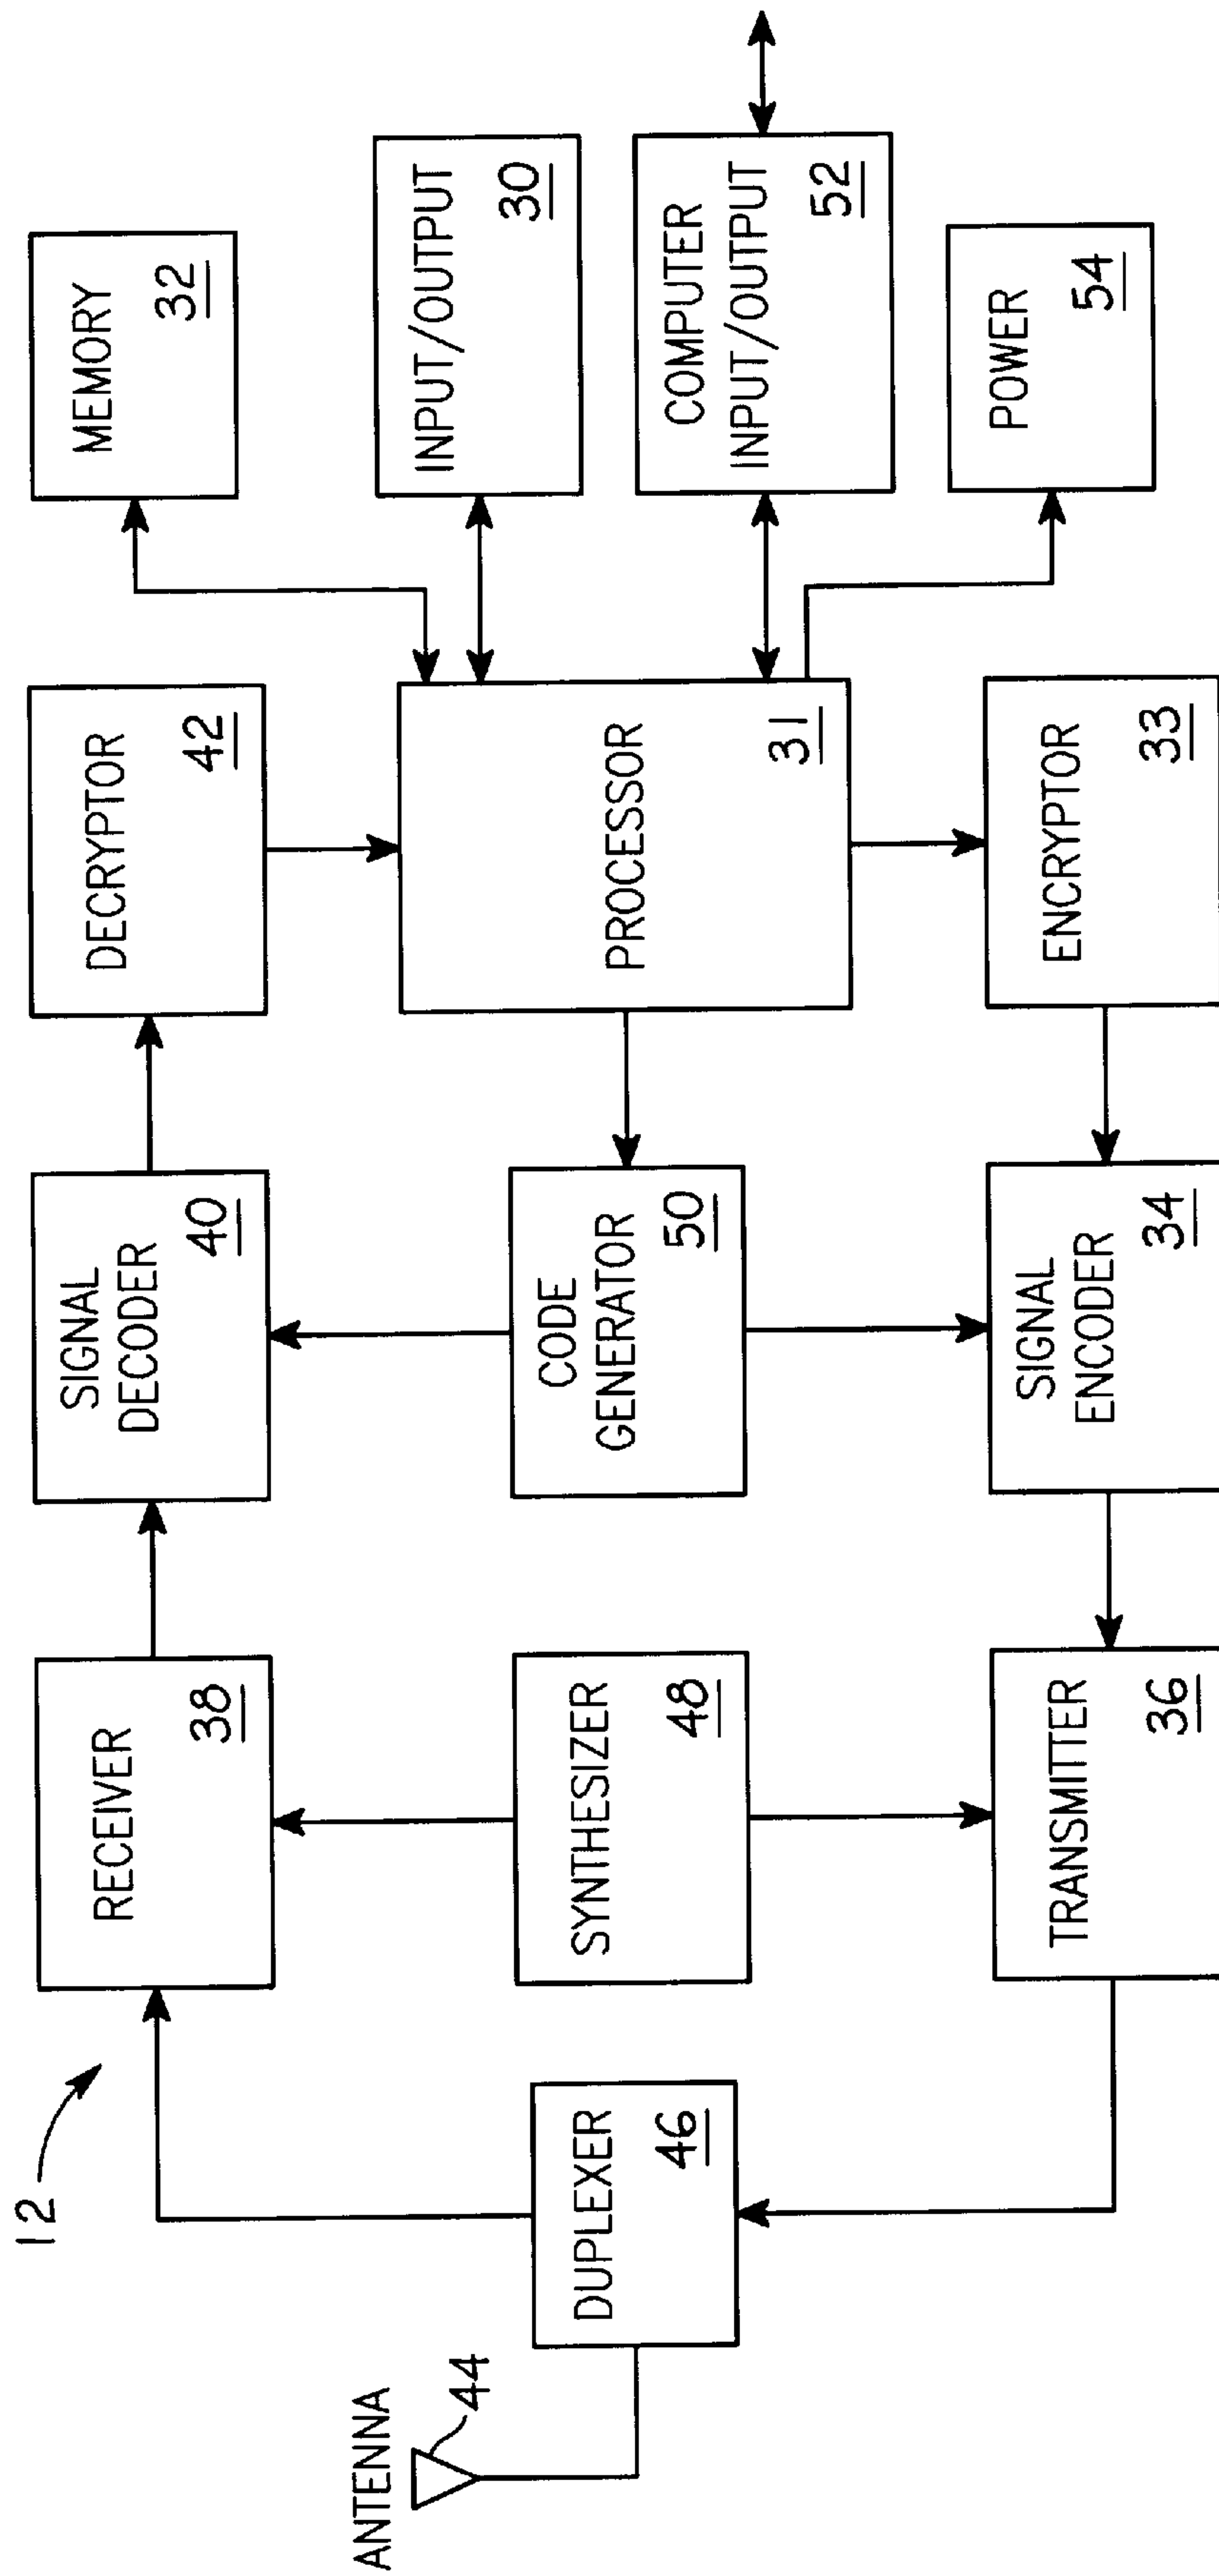 12
ANTENNA
44
DUPLEXER
46
RECEIVER
38
SYNTHESIZER
48
TRANSMITTER
36
SIGNAL
DECODER
40
CODE
GENERATOR
50
SIGNAL
ENCODER
34
DECRYPTOR
42
PROCESSOR
31
ENCRYPTOR
33
MEMORY
32
INPUT/OUTPUT
30
COMPUTER
INPUT/OUTPUT
52
POWER
54